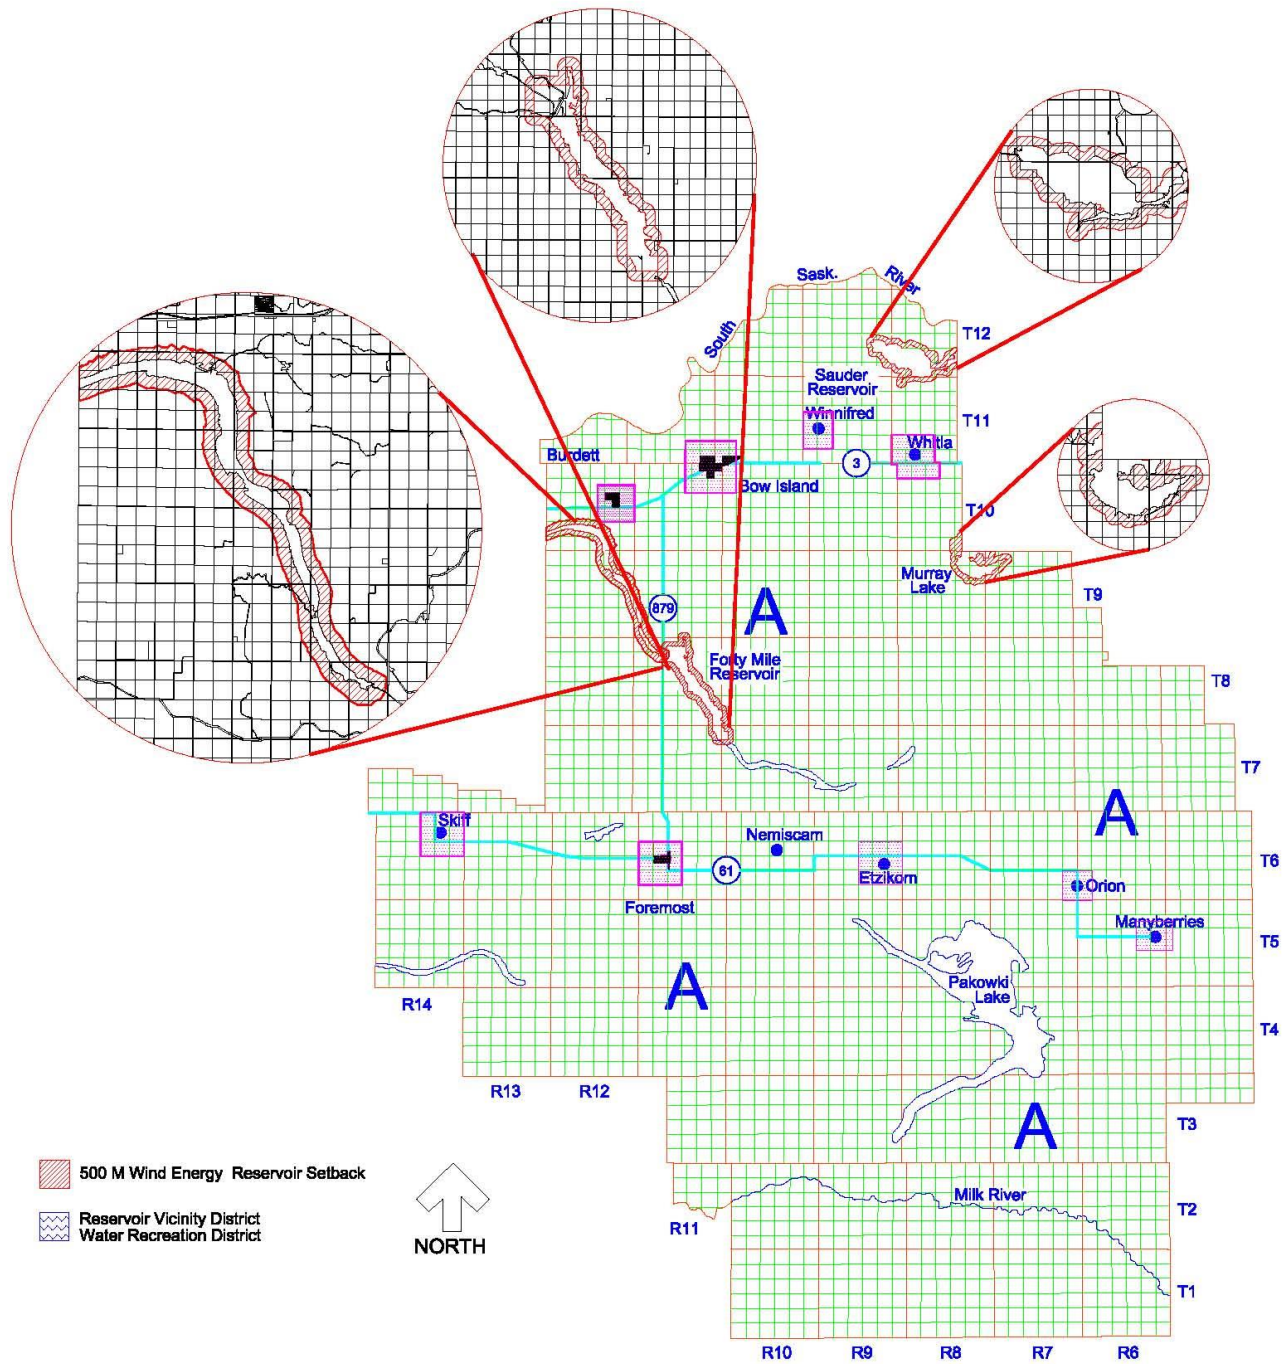 Sask.
River
South
T12
Sauder
Reservoir
Winnifred
T11
Whitla
Burdett
3
Bow Island
T10
Murray
Lake
T9
879
A
Forty Mile
Reservoir
T8
T7
A
Skiff
Nemiscam
T6
61
Etzikom
Orion
Foremost
Manyberries
T5
A
Pakowki
Lake
R14
T4
R13
R12
A
T3
500 M Wind Energy Reservoir Setback
Milk River
T2
Reservoir Vicinity District
Water Recreation District
R11
NORTH
T1
R10
R9
R8
R7
R6